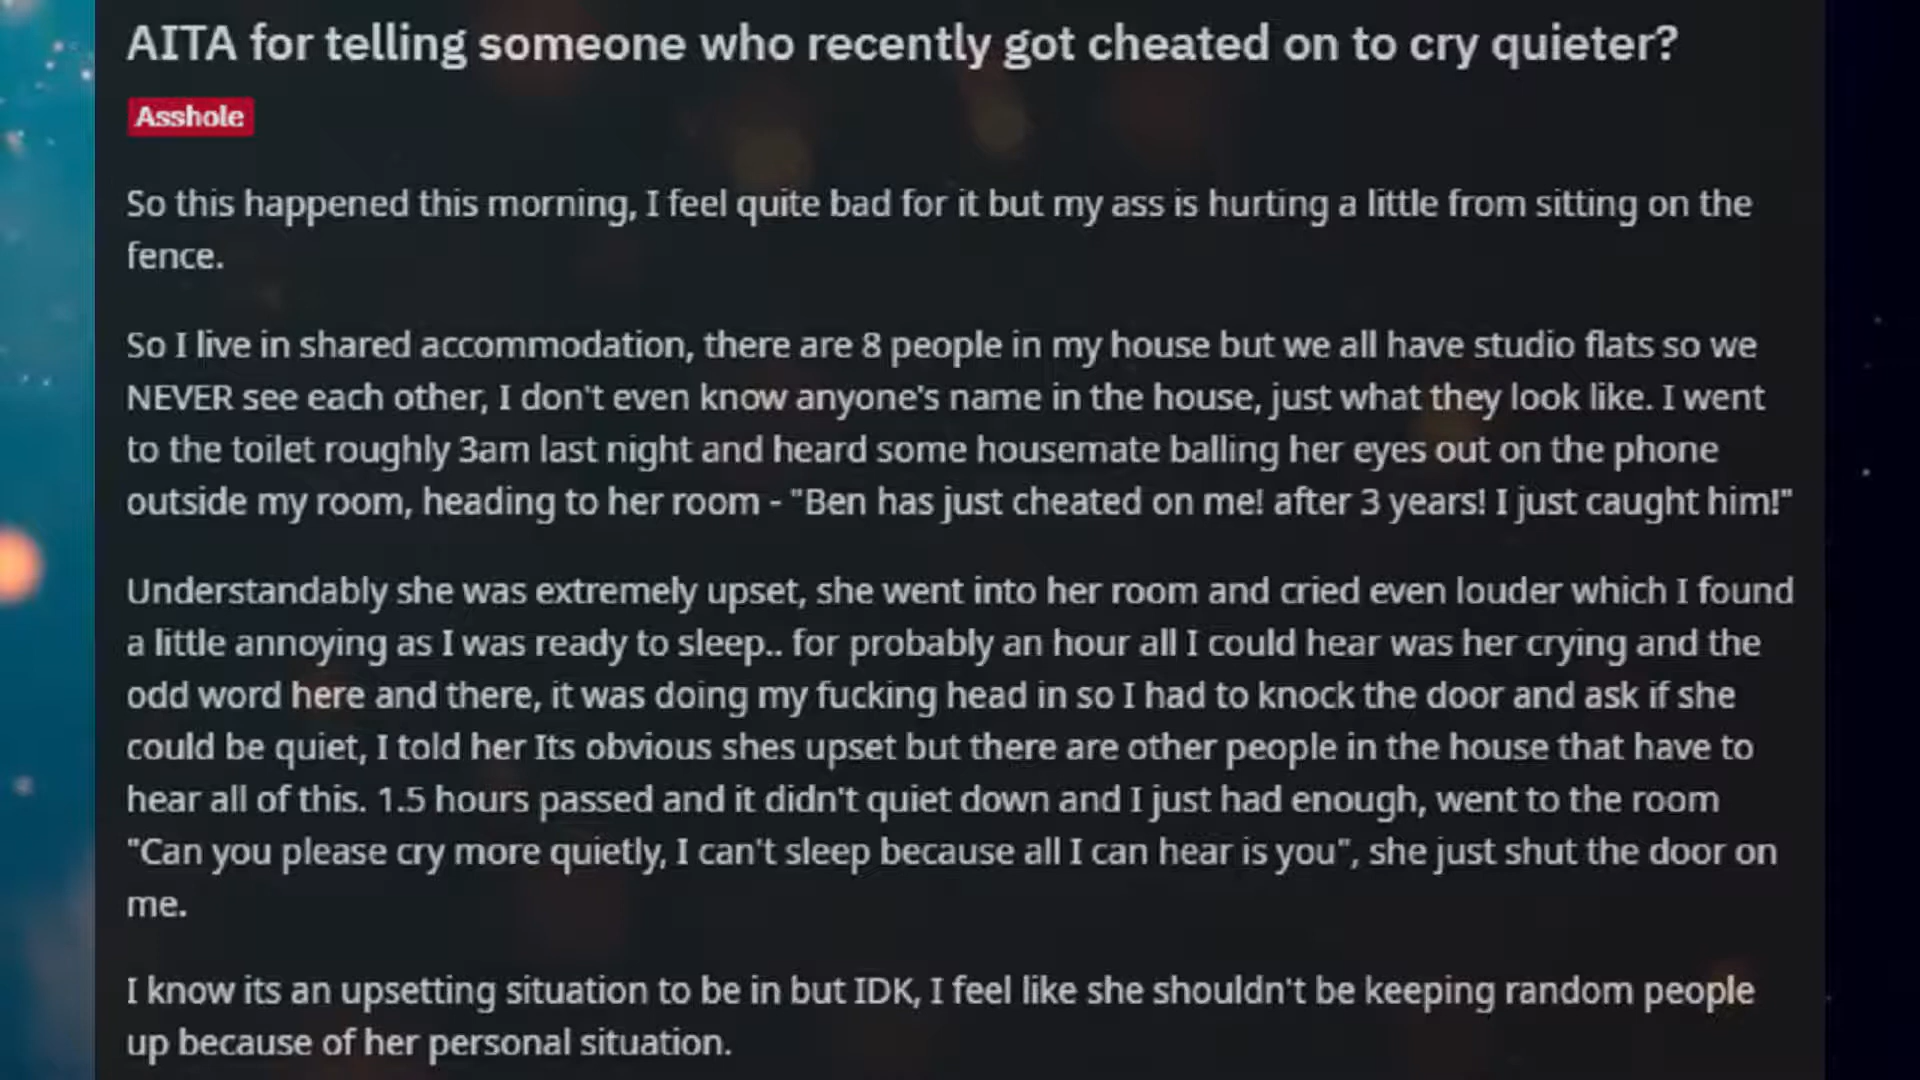 AITA for telling someone who recently got cheated on to cry quieter?
Asshole
So this happened this morning, I feel quite bad for it but my ass is hurting a little from sitting on the
fence.
So I live in shared accommodation, there are 8 people in my house but we all have studio flats so we
NEVER see each other, I don't even know anyone's name in the house, just what they look like. I went
to the toilet roughly 3am last night and heard some housemate balling her eyes out on the phone
outside my room, heading to her room - "Ben has just cheated on me! after 3 years! I just caught him!"
Understandably she was extremely upset, she went into her room and cried even louder which I found
a little annoying as I was ready to sleep.. for probably an hour all I could hear was her crying and the
odd word here and there, it was doing my fucking head in so I had to knock the door and ask if she
could be quiet, I told her Its obvious shes upset but there are other people in the house that have to
hear all of this. 1.5 hours passed and it didn't quiet down and I just had enough, went to the room
"Can you please cry more quietly, I can't sleep because all I can hear is you", she just shut the door on
me.
I know its an upsetting situation to be in but IDK, I feel like she shouldn't be keeping random people
up because of her personal situation.